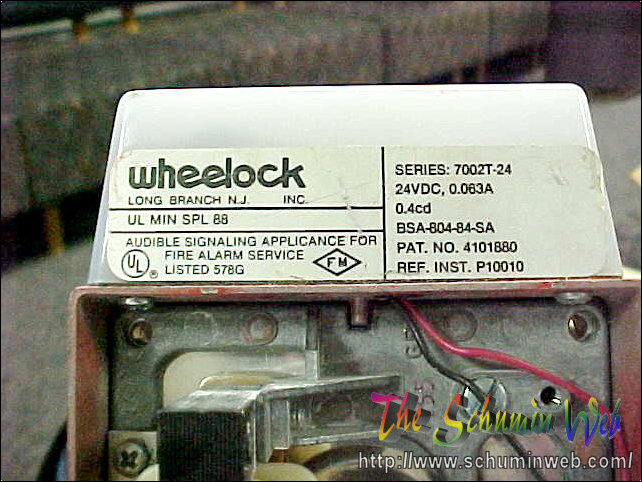 wheelock
LONG BRANCH N.J. INC.
UL MIN SPL 88
AUDIBLE SIGNALING APPLICANCE FOR
FIRE ALARM SERVICE
LISTED 578G
UL
®
FM
SERIES: 7002T-24
24VDC, 0.063A
0.4cd
BSA-804-84-SA
PAT. NO. 4101880
REF. INST. P10010
The Schumin Web
http://www.schuminweb.com/